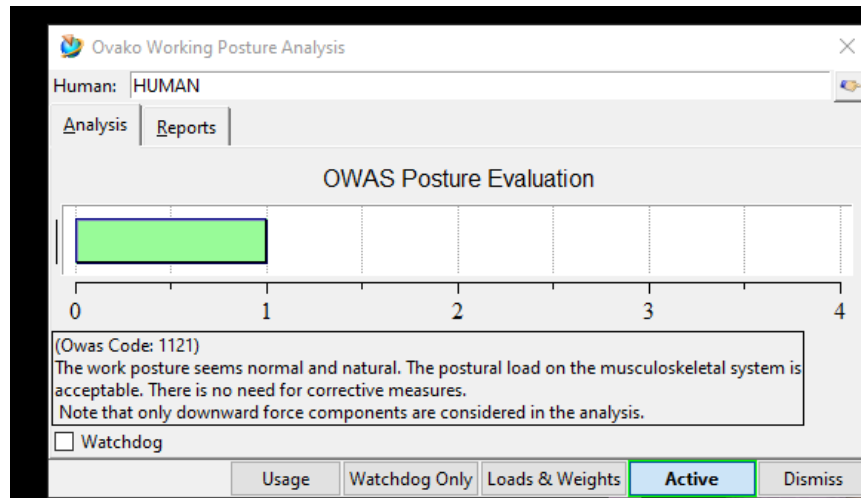 Ovako Working Posture Analysis
Human: HUMAN
Analysis Reports
OWAS Posture Evaluation
0 1 2 3 4
(Owas Code: 1121)
The work posture seems normal and natural. The postural load on the musculoskeletal system is
acceptable. There is no need for corrective measures.
Note that only downward force components are considered in the analysis.
Watchdog
Usage Watchdog Only Loads & Weights Active Dismiss